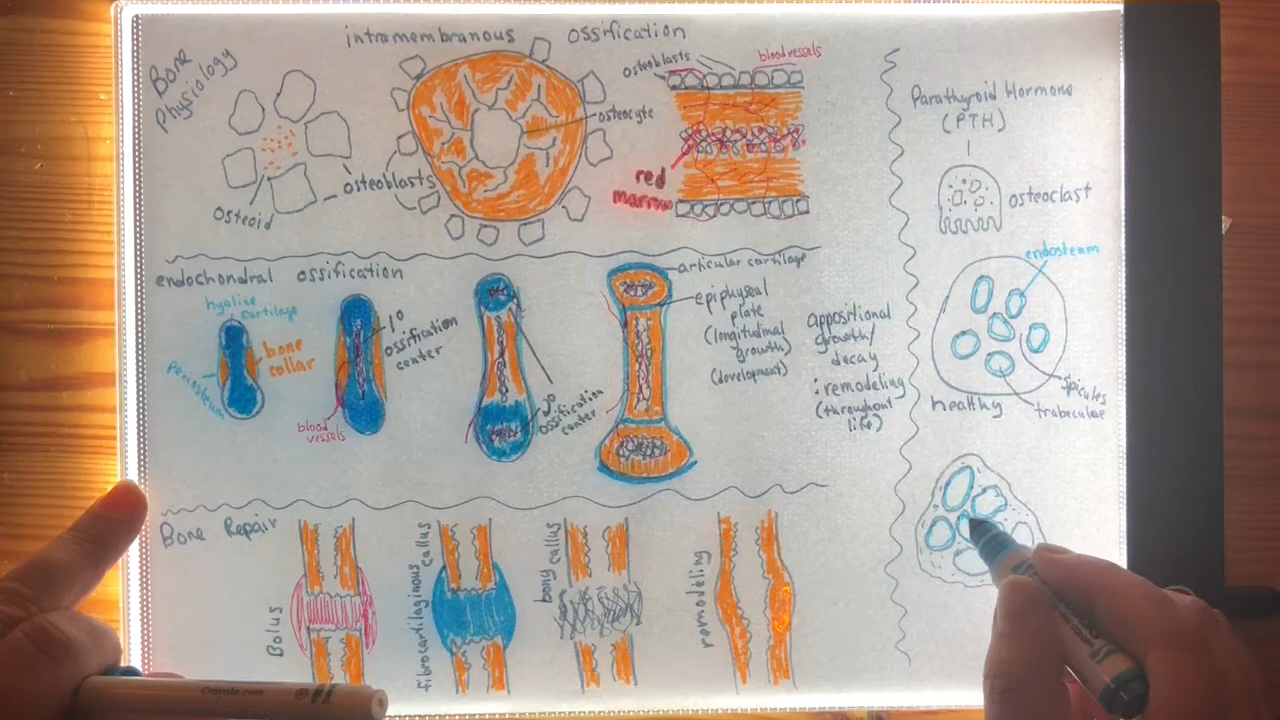 Bone
Physiology
intramembranous ossification
osteoblasts
blood vessels
osteocyte
osteoblasts
Osteoid
red
marrow
endochondral ossification
hyaline
cartilage
periosteum
bone
collar
blood
vessels
1°
ossification
center
2°
ossification
center
articular cartilage
epiphyseal
plate
(longitudinal
growth)
(development)
appositional
growth/
decay
: remodeling
(throughout
life)
Bone Repair
Bolus
fibrocartilaginous callus
bony callus
remodeling
Parathyroid Hormone
(PTH)
osteoclast
endosteum
spicules
trabeculae
healthy
Crayola.com